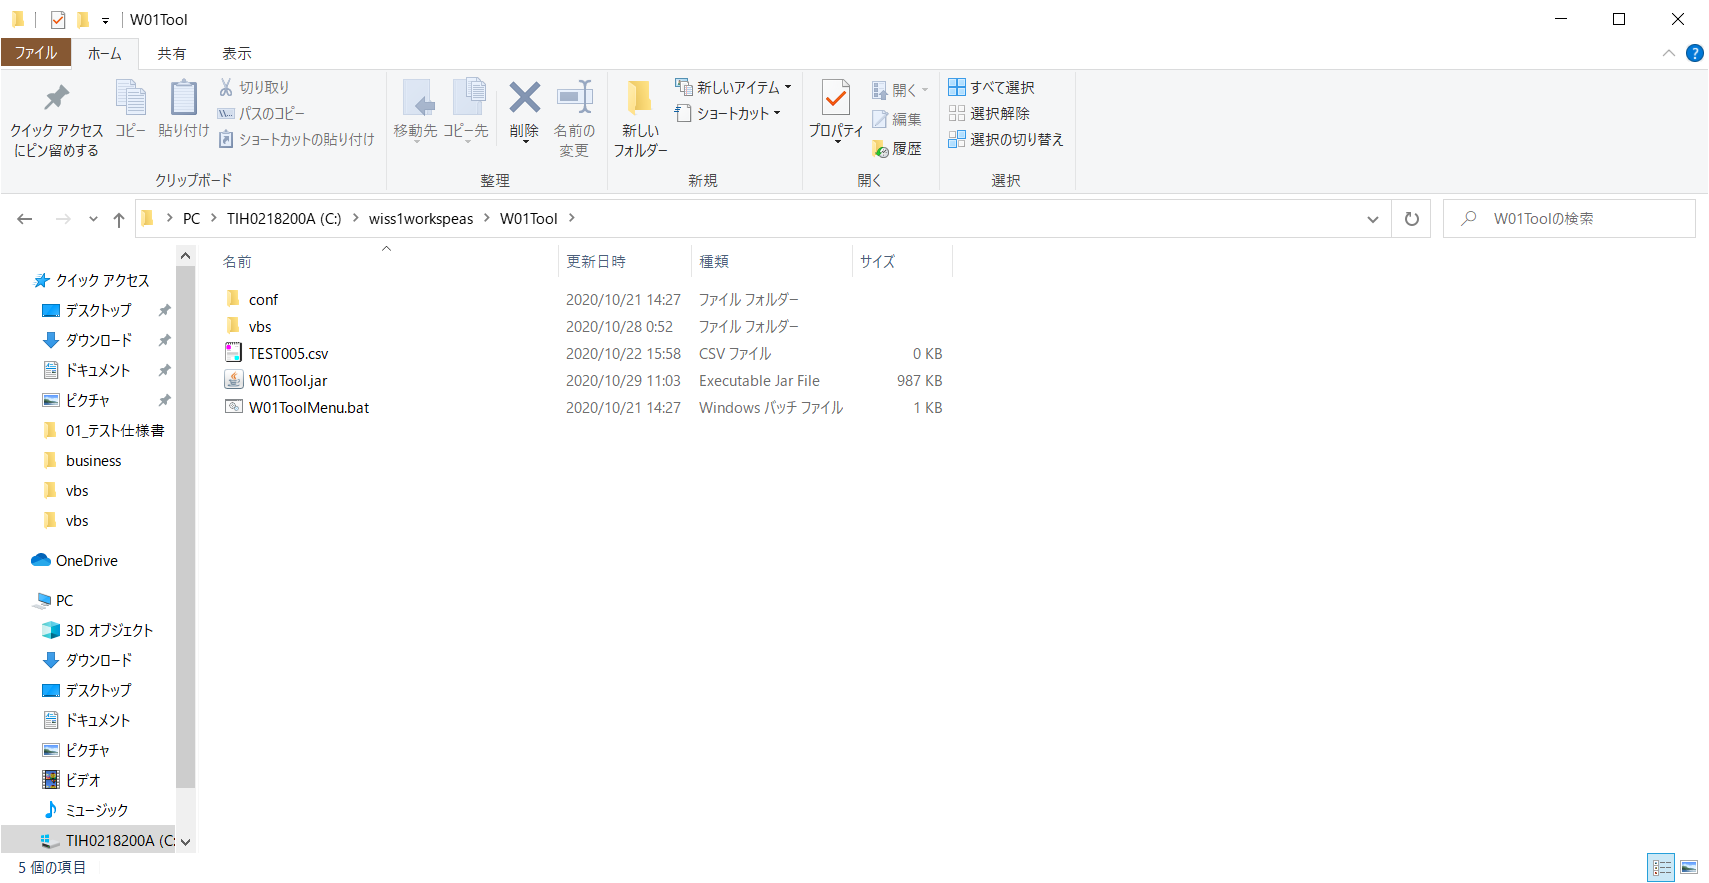 W01Tool
ファイル ホーム 共有 表示
クイック アクセス
にピン留めする
コピー
貼り付け
切り取り
パスのコピー
ショートカットの貼り付け
クリップボード
移動先
コピー先
削除
名前の
変更
整理
新しい
フォルダー
新しいアイテム
ショートカット
新規
プロパティ
開く
編集
履歴
開く
すべて選択
選択解除
選択の切り替え
選択
PC TIH0218200A (C:) wiss1workspeas W01Tool
W01Toolの検索
クイック アクセス
デスクトップ
ダウンロード
ドキュメント
ピクチャ
01_テスト仕様書
business
vbs
vbs
OneDrive
PC
3D オブジェクト
ダウンロード
デスクトップ
ドキュメント
ピクチャ
ビデオ
ミュージック
TIH0218200A (C:
名前 更新日時 種類 サイズ
conf 2020/10/21 14:27 ファイル フォルダー
vbs 2020/10/28 0:52 ファイル フォルダー
TEST005.csv 2020/10/22 15:58 CSV ファイル 0 KB
W01Tool.jar 2020/10/29 11:03 Executable Jar File 987 KB
W01ToolMenu.bat 2020/10/21 14:27 Windows バッチ ファイル 1 KB
5 個の項目